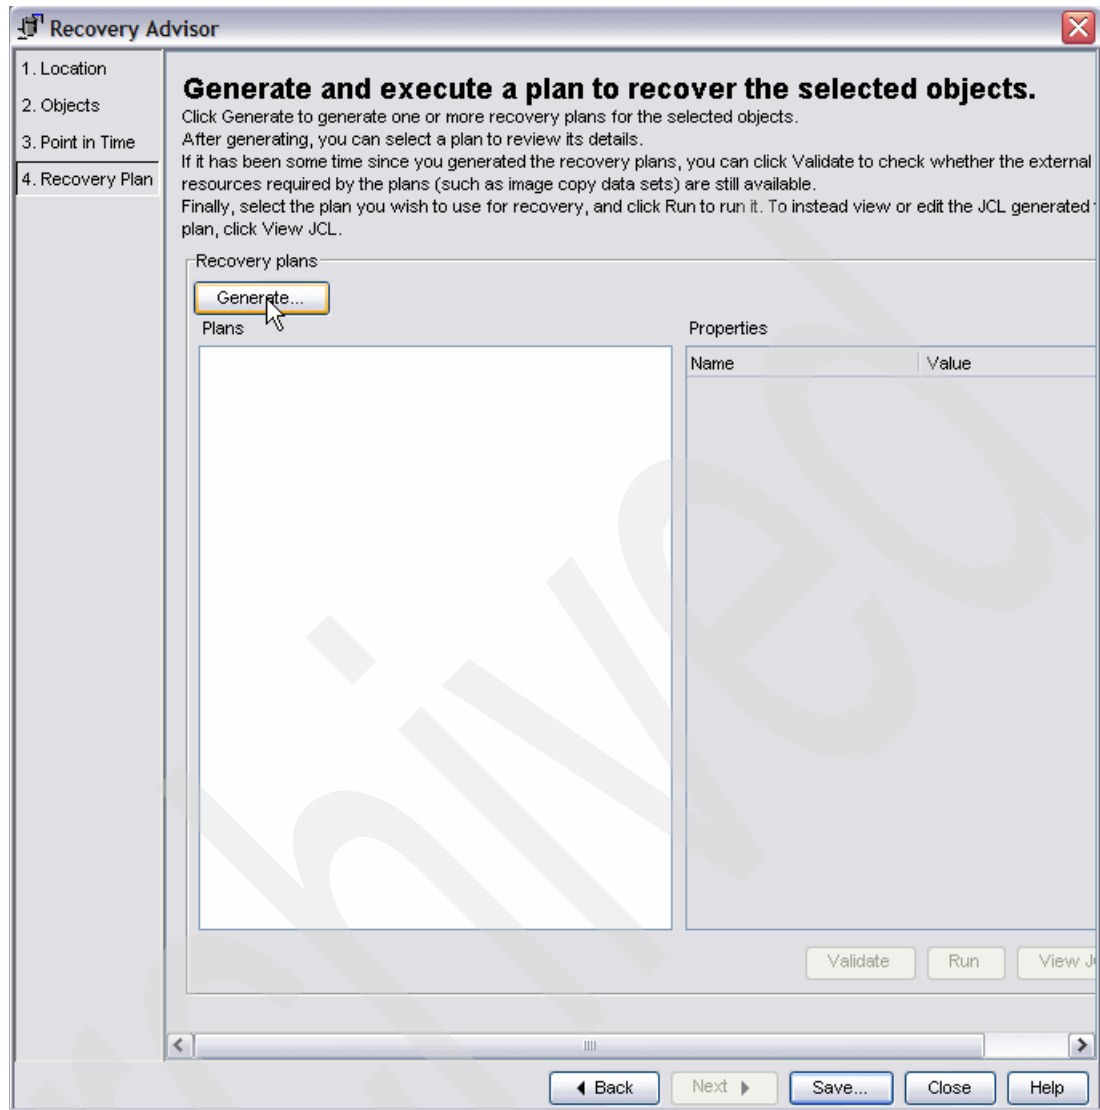 Recovery Advisor
1. Location
2. Objects
3. Point in Time
4. Recovery Plan
Generate and execute a plan to recover the selected objects.
Click Generate to generate one or more recovery plans for the selected objects.
After generating, you can select a plan to review its details.
If it has been some time since you generated the recovery plans, you can click Validate to check whether the external
resources required by the plans (such as image copy data sets) are still available.
Finally, select the plan you wish to use for recovery, and click Run to run it. To instead view or edit the JCL generated
plan, click View JCL.
Recovery plans
Generate...
Plans
Properties
Name Value
Validate Run View
Back Next Save... Close Help